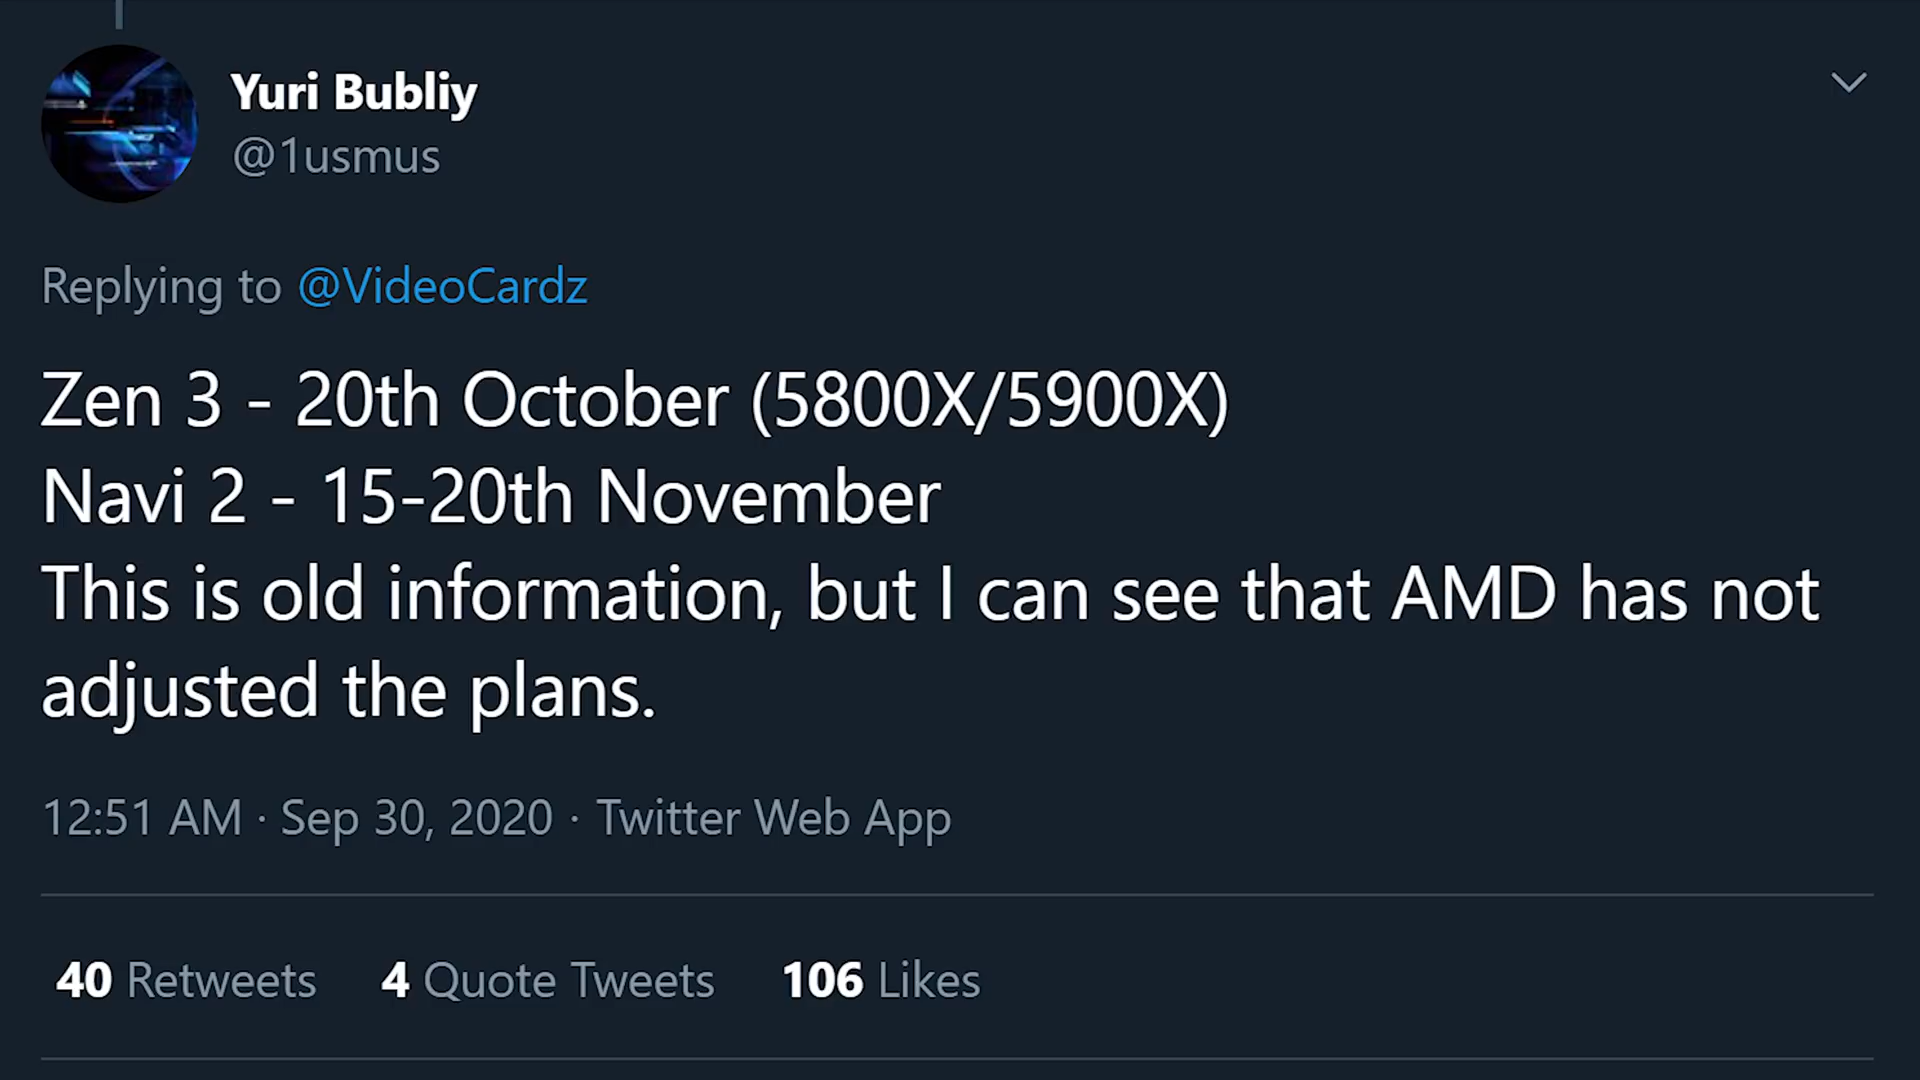 Yuri Bubliy
@1usmus
Replying to @VideoCardz
Zen 3 - 20th October (5800X/5900X)
Navi 2 - 15-20th November
This is old information, but I can see that AMD has not
adjusted the plans.
12:51 AM · Sep 30, 2020 · Twitter Web App
40 Retweets 4 Quote Tweets 106 Likes